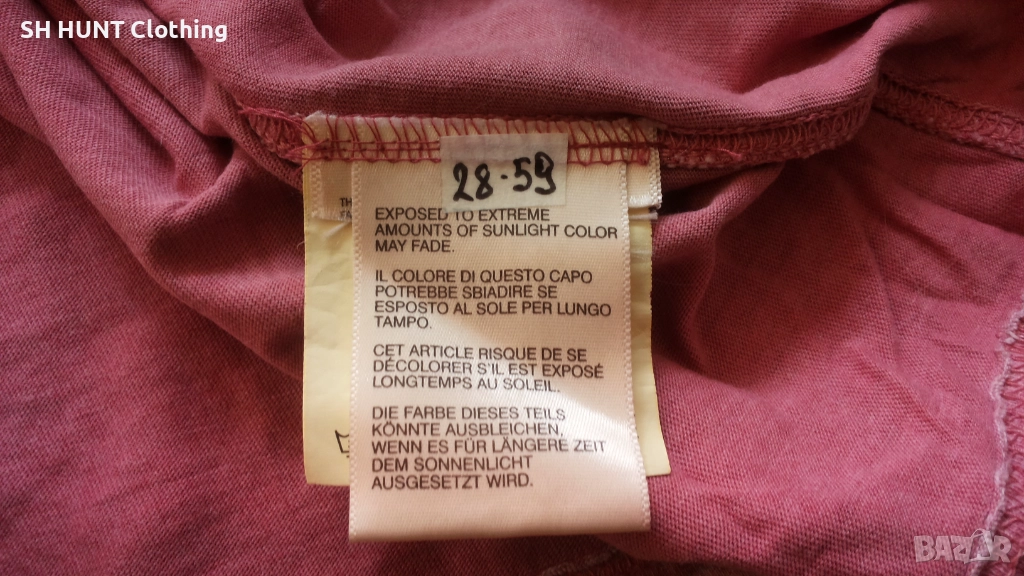 SH HUNT Clothing
28-59
TH
EXPOSED TO EXTREME
AMOUNTS OF SUNLIGHT COLOR
MAY FADE.
IL COLORE DI QUESTO CAPO
POTREBBE SBIADIRE SE
ESPOSTO AL SOLE PER LUNGO
TAMPO.
CET ARTICLE RISQUE DE SE
DÉCOLORER S'IL EST EXPOSÉ
LONGTEMPS AU SOLEIL.
DIE FARBE DIESES TEILS
KÖNNTE AUSBLEICHEN,
WENN ES FÜR LÄNGERE ZEIT
DEM SONNENLICHT
AUSGESETZT WIRD.
BAZAR